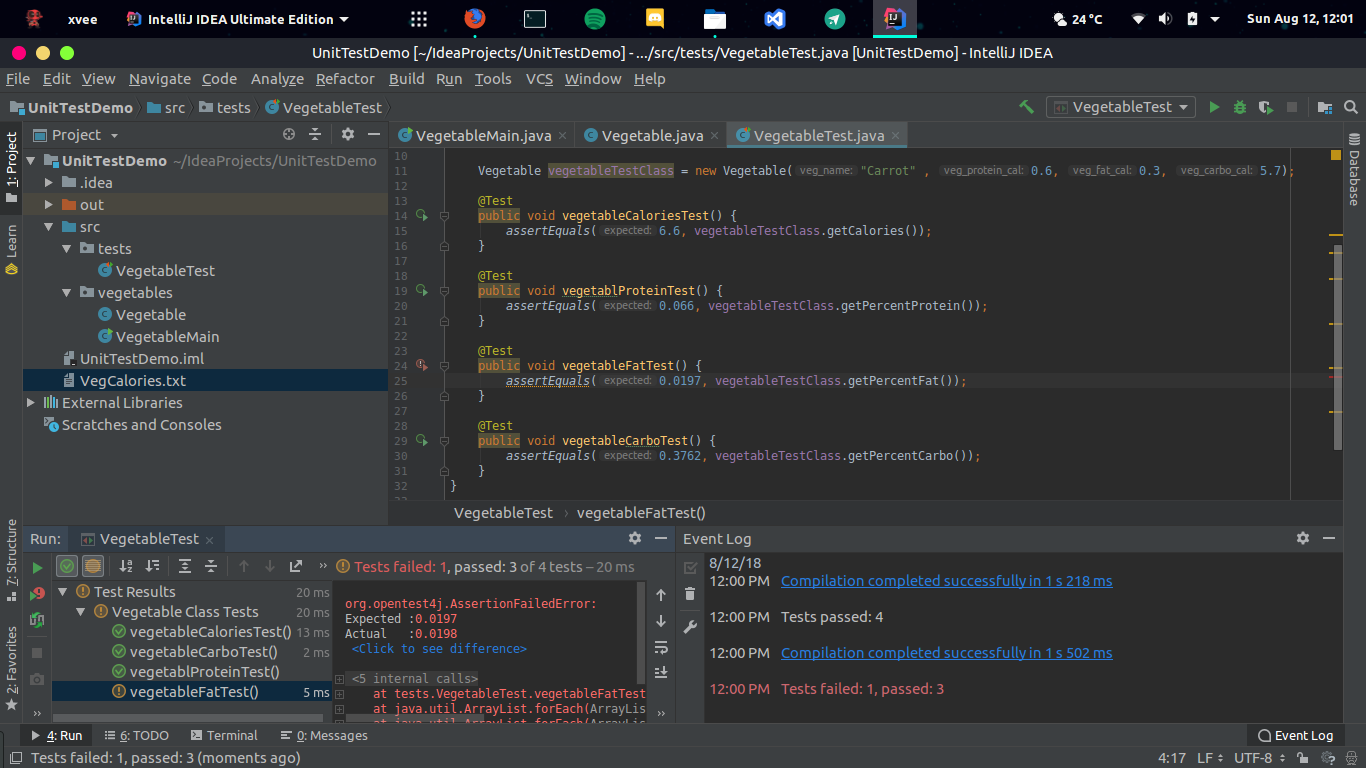 xvee IntelliJ IDEA Ultimate Edition 24 °C Sun Aug 12, 12:01
UnitTestDemo [~/IdeaProjects/UnitTestDemo] - .../src/tests/VegetableTest.java [UnitTestDemo] - IntelliJ IDEA
File Edit View Navigate Code Analyze Refactor Build Run Tools VCS Window Help
UnitTestDemo src tests VegetableTest VegetableTest
1: Project
Learn
7: Structure
2: Favorites
Project
UnitTestDemo ~/IdeaProjects/UnitTestDemo
.idea
out
src
tests
VegetableTest
vegetables
Vegetable
VegetableMain
UnitTestDemo.iml
VegCalories.txt
External Libraries
Scratches and Consoles
VegetableMain.java Vegetable.java VegetableTest.java
Database
10
11 Vegetable vegetableTestClass = new Vegetable( veg_name: "Carrot" , veg_protein_cal: 0.6, veg_fat_cal: 0.3, veg_carbo_cal: 5.7);
12
13 @Test
14 public void vegetableCaloriesTest() {
15 assertEquals( expected: 6.6, vegetableTestClass.getCalories());
16 }
17
18 @Test
19 public void vegetablProteinTest() {
20 assertEquals( expected: 0.066, vegetableTestClass.getPercentProtein());
21 }
22
23 @Test
24 public void vegetableFatTest() {
25 assertEquals( expected: 0.0197, vegetableTestClass.getPercentFat());
26 }
27
28 @Test
29 public void vegetableCarboTest() {
30 assertEquals( expected: 0.3762, vegetableTestClass.getPercentCarbo());
31 }
32 }
VegetableTest › vegetableFatTest()
Run: VegetableTest
Tests failed: 1, passed: 3 of 4 tests – 20 ms
Test Results 20 ms
Vegetable Class Tests 20 ms
vegetableCaloriesTest() 13 ms
vegetableCarboTest() 2 ms
vegetablProteinTest()
vegetableFatTest() 5 ms
org.opentest4j.AssertionFailedError:
Expected :0.0197
Actual :0.0198
<Click to see difference>
<5 internal calls>
at tests.VegetableTest.vegetableFatTest
at java.util.ArrayList.forEach(ArrayLis
at java.util.ArrayList.forEach(ArrayLis
Event Log
8/12/18
12:00 PM Compilation completed successfully in 1 s 218 ms
12:00 PM Tests passed: 4
12:00 PM Compilation completed successfully in 1 s 502 ms
12:00 PM Tests failed: 1, passed: 3
4: Run 6: TODO Terminal 0: Messages Event Log
Tests failed: 1, passed: 3 (moments ago) 4:17 LF UTF-8